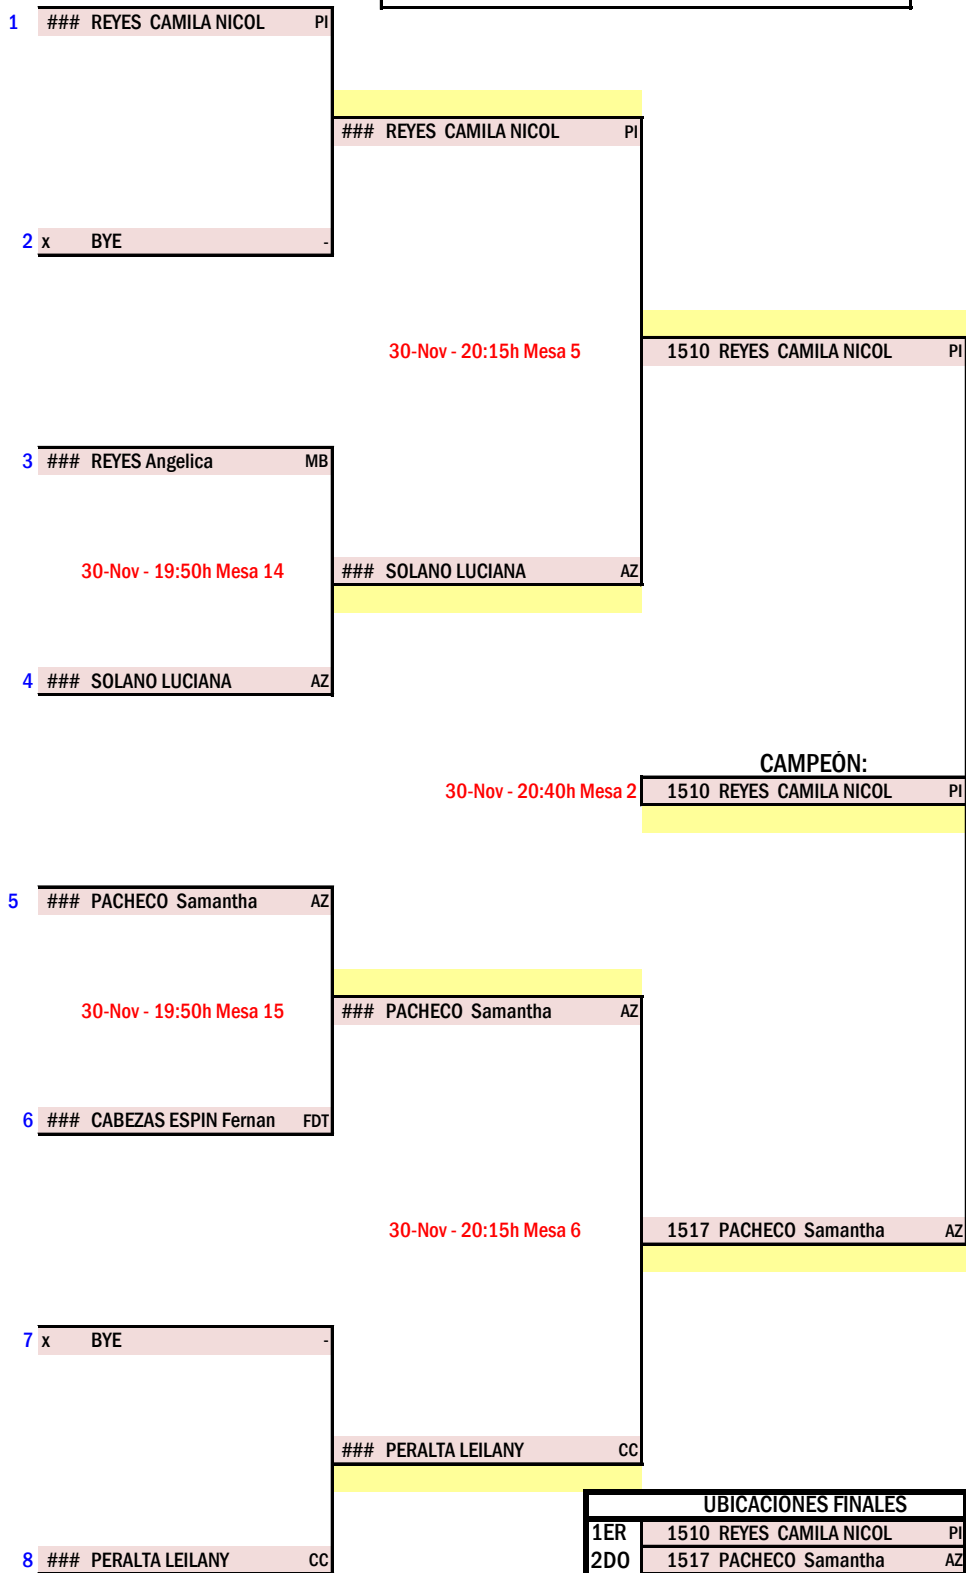 1 ### REYES CAMILA NICOL PI
### REYES CAMILA NICOL PI
2 x BYE -
30-Nov - 20:15h Mesa 5
1510 REYES CAMILA NICOL PI
3 ### REYES Angelica MB
30-Nov - 19:50h Mesa 14
### SOLANO LUCIANA AZ
4 ### SOLANO LUCIANA AZ
CAMPEÓN:
30-Nov - 20:40h Mesa 2
1510 REYES CAMILA NICOL PI
5 ### PACHECO Samantha AZ
30-Nov - 19:50h Mesa 15
### PACHECO Samantha AZ
6 ### CABEZAS ESPIN Fernan FDT
30-Nov - 20:15h Mesa 6
1517 PACHECO Samantha AZ
7 x BYE -
### PERALTA LEILANY CC
8 ### PERALTA LEILANY CC
UBICACIONES FINALES
1ER 1510 REYES CAMILA NICOL PI
2DO 1517 PACHECO Samantha AZ